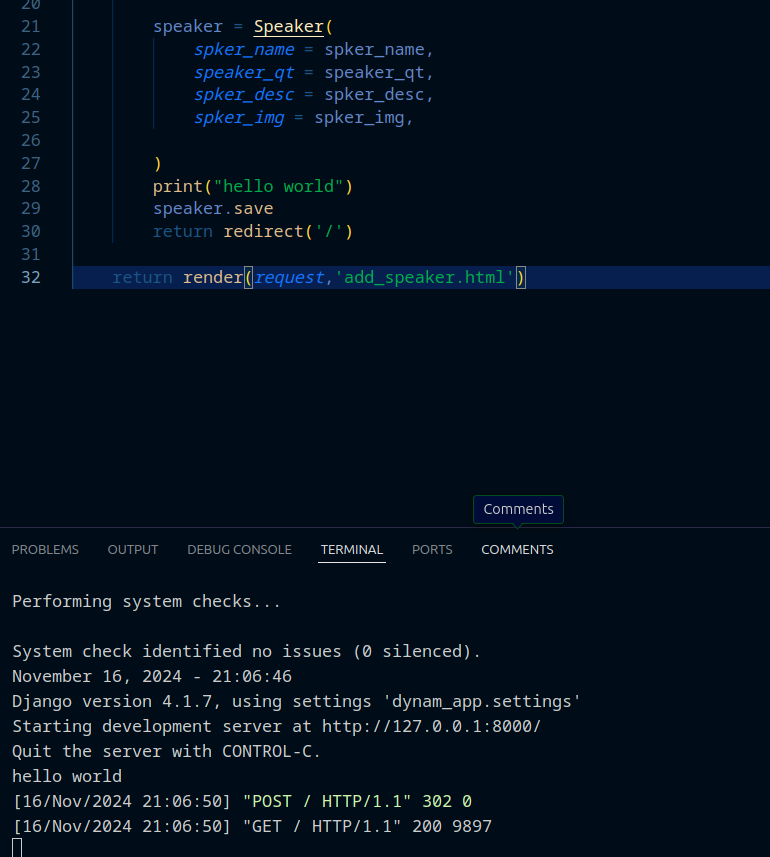 20
21 speaker = Speaker(
22 spker_name = spker_name,
23 speaker_qt = speaker_qt,
24 spker_desc = spker_desc,
25 spker_img = spker_img,
26
27 )
28 print("hello world")
29 speaker.save
30 return redirect('/')
31
32 return render(request,'add_speaker.html')
Comments
PROBLEMS OUTPUT DEBUG CONSOLE TERMINAL PORTS COMMENTS
Performing system checks...
System check identified no issues (0 silenced).
November 16, 2024 - 21:06:46
Django version 4.1.7, using settings 'dynam_app.settings'
Starting development server at http://127.0.0.1:8000/
Quit the server with CONTROL-C.
hello world
[16/Nov/2024 21:06:50] "POST / HTTP/1.1" 302 0
[16/Nov/2024 21:06:50] "GET / HTTP/1.1" 200 9897